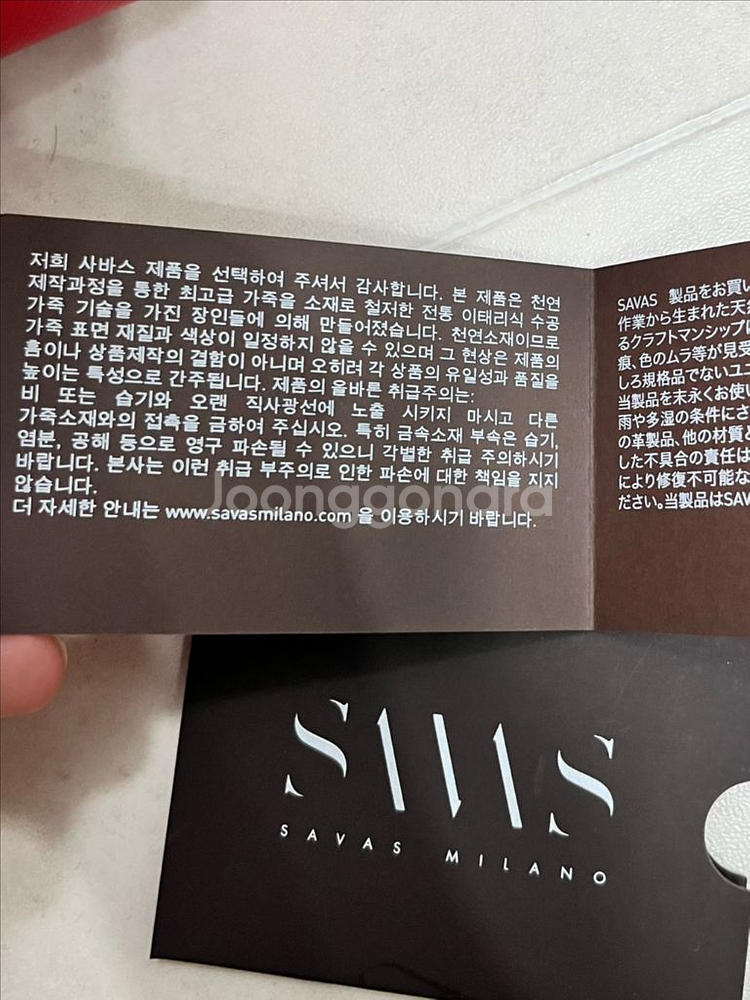 저희 사바스 제품을 선택하여 주셔서 감사합니다. 본 제품은 천연
제작과정을 통한 최고급 가죽을 소재로 철저한 전통 이태리식 수공
가죽 기술을 가진 장인들에 의해 만들어졌습니다. 천연소재이므로
가죽 표면 재질과 색상이 일정하지 않을 수 있으며 그 현상은 제품의
흠이나 상품제작의 결함이 아니며 오히려 각 상품의 유일성과 품질을
높이는 특성으로 간주됩니다. 제품의 올바른 취급주의는:
비 또는 습기와 오랜 직사광선에 노출 시키지 마시고 다른
가죽소재와의 접촉을 금하여 주십시오. 특히 금속소재 부속은 습기,
염분, 공해 등으로 영구 파손될 수 있으니 각별한 취급 주의하시기
바랍니다. 본사는 이런 취급 부주의로 인한 파손에 대한 책임을 지지
않습니다.
더 자세한 안내는 www.savasmilano.com 을 이용하시기 바랍니다.
Joonggonara
SAVAS 製品をお買い
作業から生まれた天
るクラフトマンシップ
痕、色のムラ等が見受
しろ規格品でないユニ
当製品を末永くお使い
雨や多湿の条件にさ
の革製品、他の材質と
した不具合の責任は
により修復不可能な
ださい。当製品はSAV
SAVAS
SAVAS MILANO